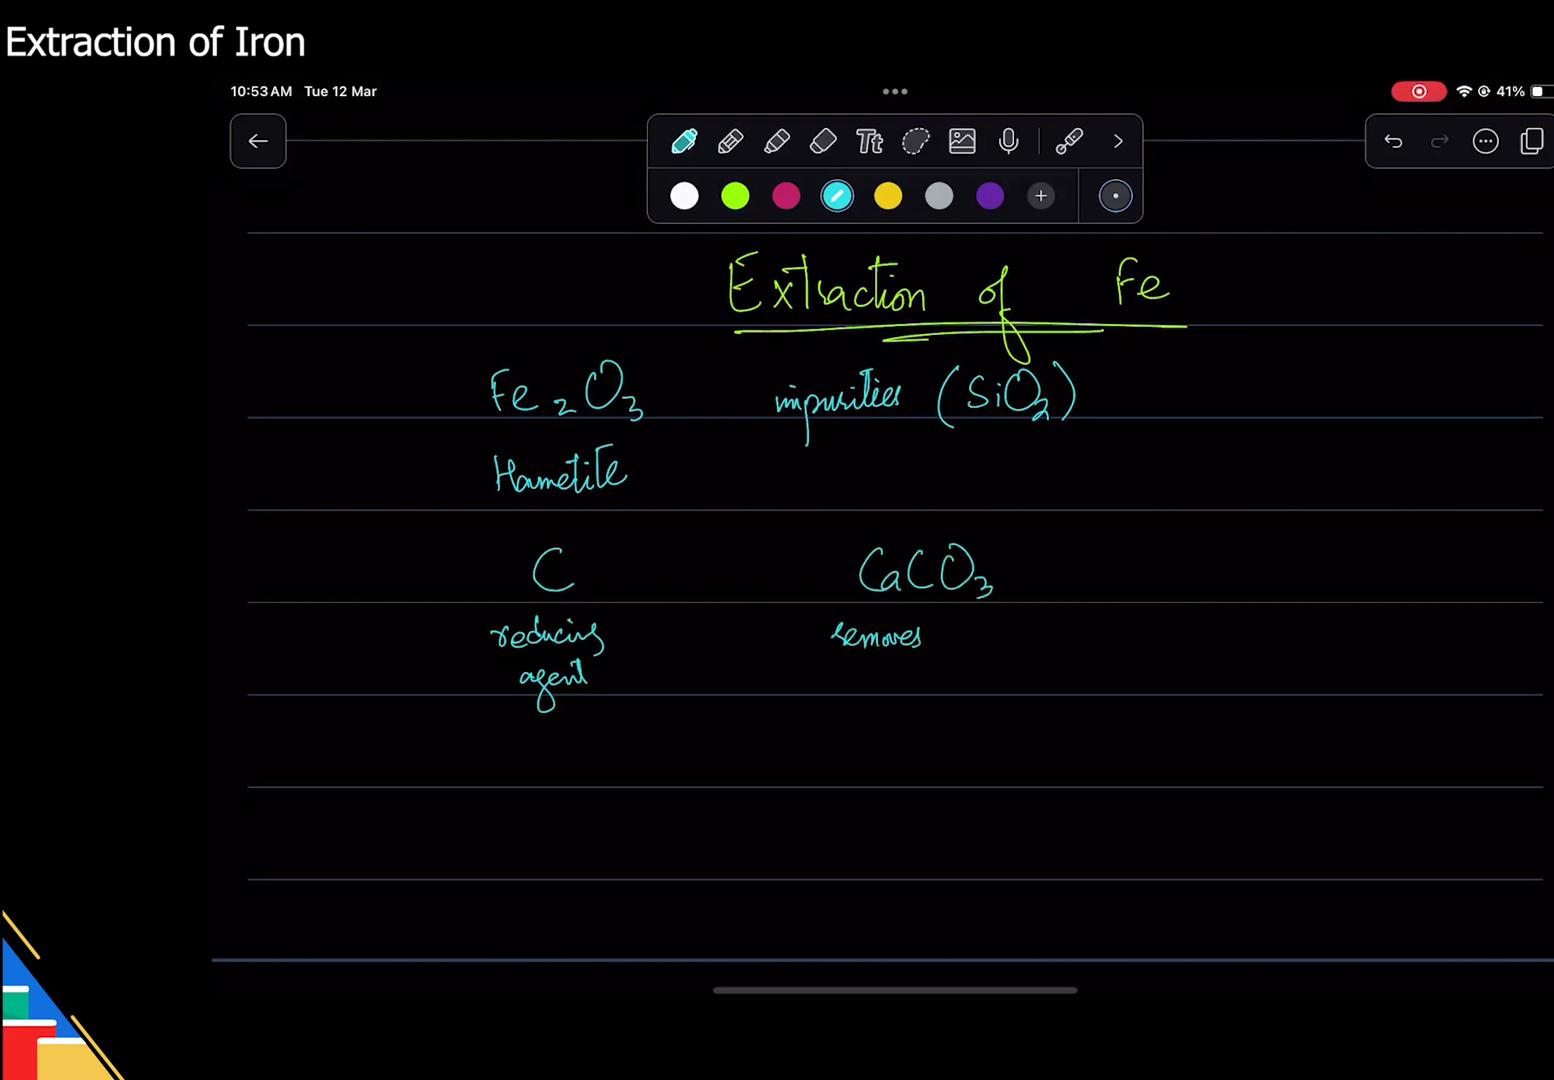 Extraction of Iron
10:53 AM Tue 12 Mar
41%
Tt
Extraction of Fe
Fe₂O₃ impurities (SiO₂)
Hametite
C CaCO₃
reducing removes
agent